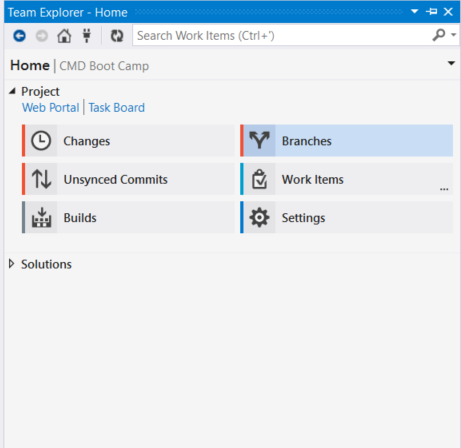 Team Explorer - Home
Search Work Items (Ctrl+')
Home | CMD Boot Camp
Project
Web Portal | Task Board
Changes
Branches
Unsynced Commits
Work Items
...
Builds
Settings
Solutions